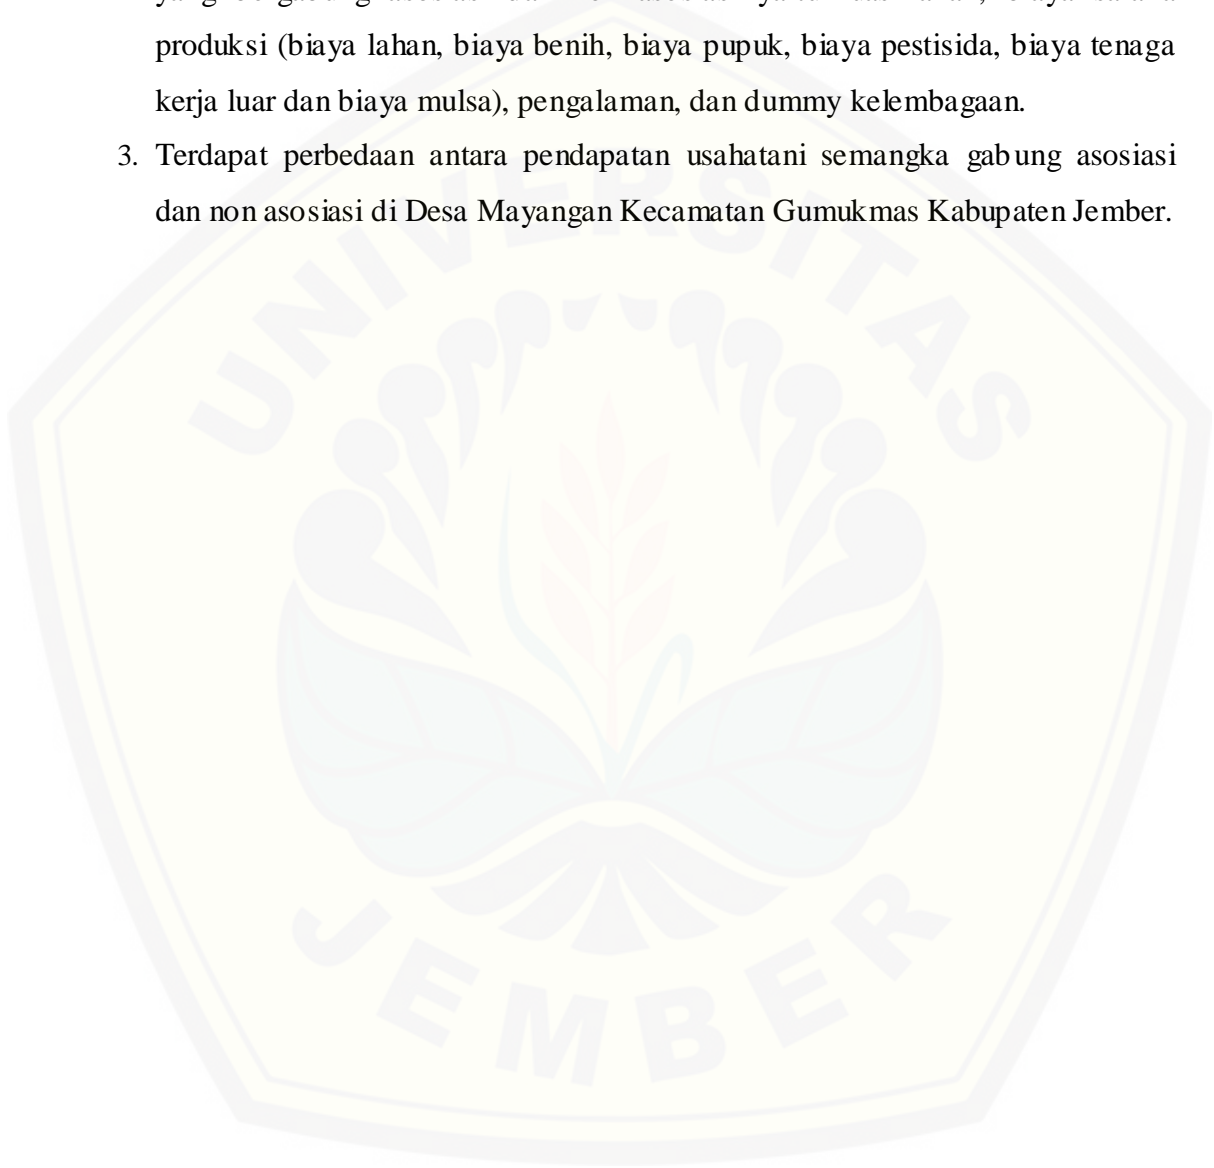 produksi (biaya lahan, biaya benih, biaya pupuk, biaya pestisida, biaya tenaga
kerja luar dan biaya mulsa), pengalaman, dan dummy kelembagaan.
3. Terdapat perbedaan antara pendapatan usahatani semangka gabung asosiasi
dan non asosiasi di Desa Mayangan Kecamatan Gumukmas Kabupaten Jember.
UNIVERSITAS
JEMBER